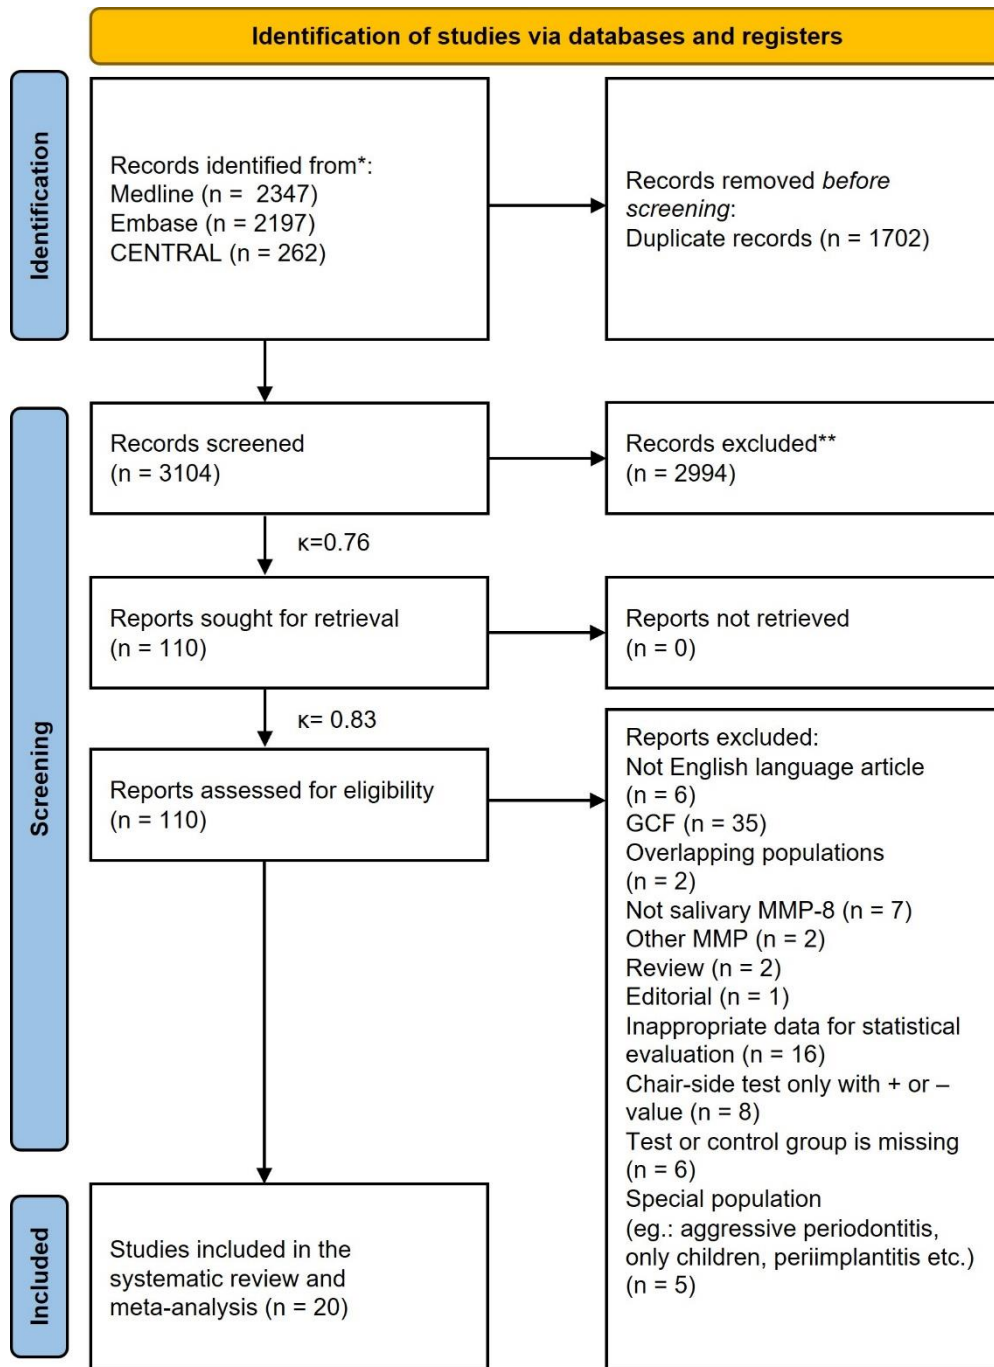 Identification of studies via databases and registers
Identification
Records identified from*:
Medline (n =  2347)
Embase (n = 2197)
CENTRAL (n = 262)
Records removed before
screening:
Duplicate records (n = 1702)
Screening
Records screened
(n = 3104)
Records excluded**
(n = 2994)
κ=0.76
Reports sought for retrieval
(n = 110)
Reports not retrieved
(n = 0)
κ= 0.83
Reports assessed for eligibility
(n = 110)
Reports excluded:
Not English language article
(n = 6)
GCF (n = 35)
Overlapping populations
(n = 2)
Not salivary MMP-8 (n = 7)
Other MMP (n = 2)
Review (n = 2)
Editorial (n = 1)
Inappropriate data for statistical
evaluation (n = 16)
Chair-side test only with + or –
value (n = 8)
Test or control group is missing
(n = 6)
Special population
(eg.: aggressive periodontitis,
only children, periimplantitis etc.)
(n = 5)
Included
Studies included in the
systematic review and
meta-analysis (n = 20)